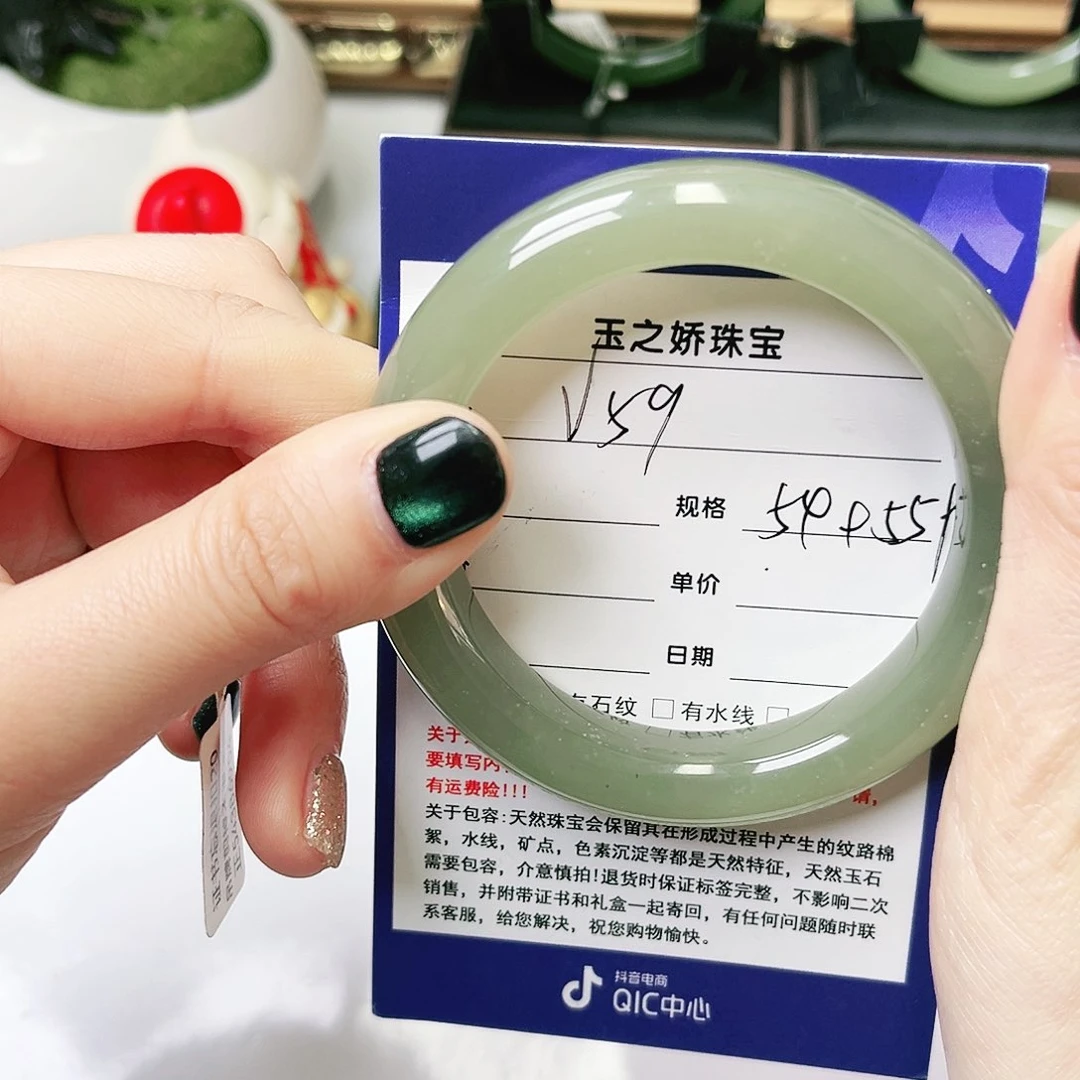 玉之娇珠宝
V59
规格
单价
日期
石纹 □有水线 □
关于
要填写内
有运费险!!! 请,
关于包容:天然珠宝会保留其在形成过程中产生的纹路棉
絮,水线,矿点,色素沉淀等都是天然特征,天然玉石
需要包容,介意慎拍!退货时保证标签完整,不影响二次
销售,并附带证书和礼盒一起寄回,有任何问题随时联
系客服,给您解决,祝您购物愉快。
抖音电商
QIC中心